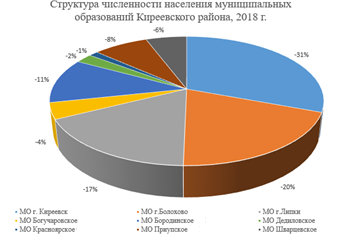 Структура численности населения муниципальных
образований Киреевского района, 2018 г.
-6%
-8%
-1%
-2%
-31%
-11%
-4%
-17%
-20%
МО г. Киреевск МО г.Болохово МО г.Липки
МО Богучаровское МО Бородинское МО Дедиловское
МО Красноярское МО Приупское МО Шварцевское